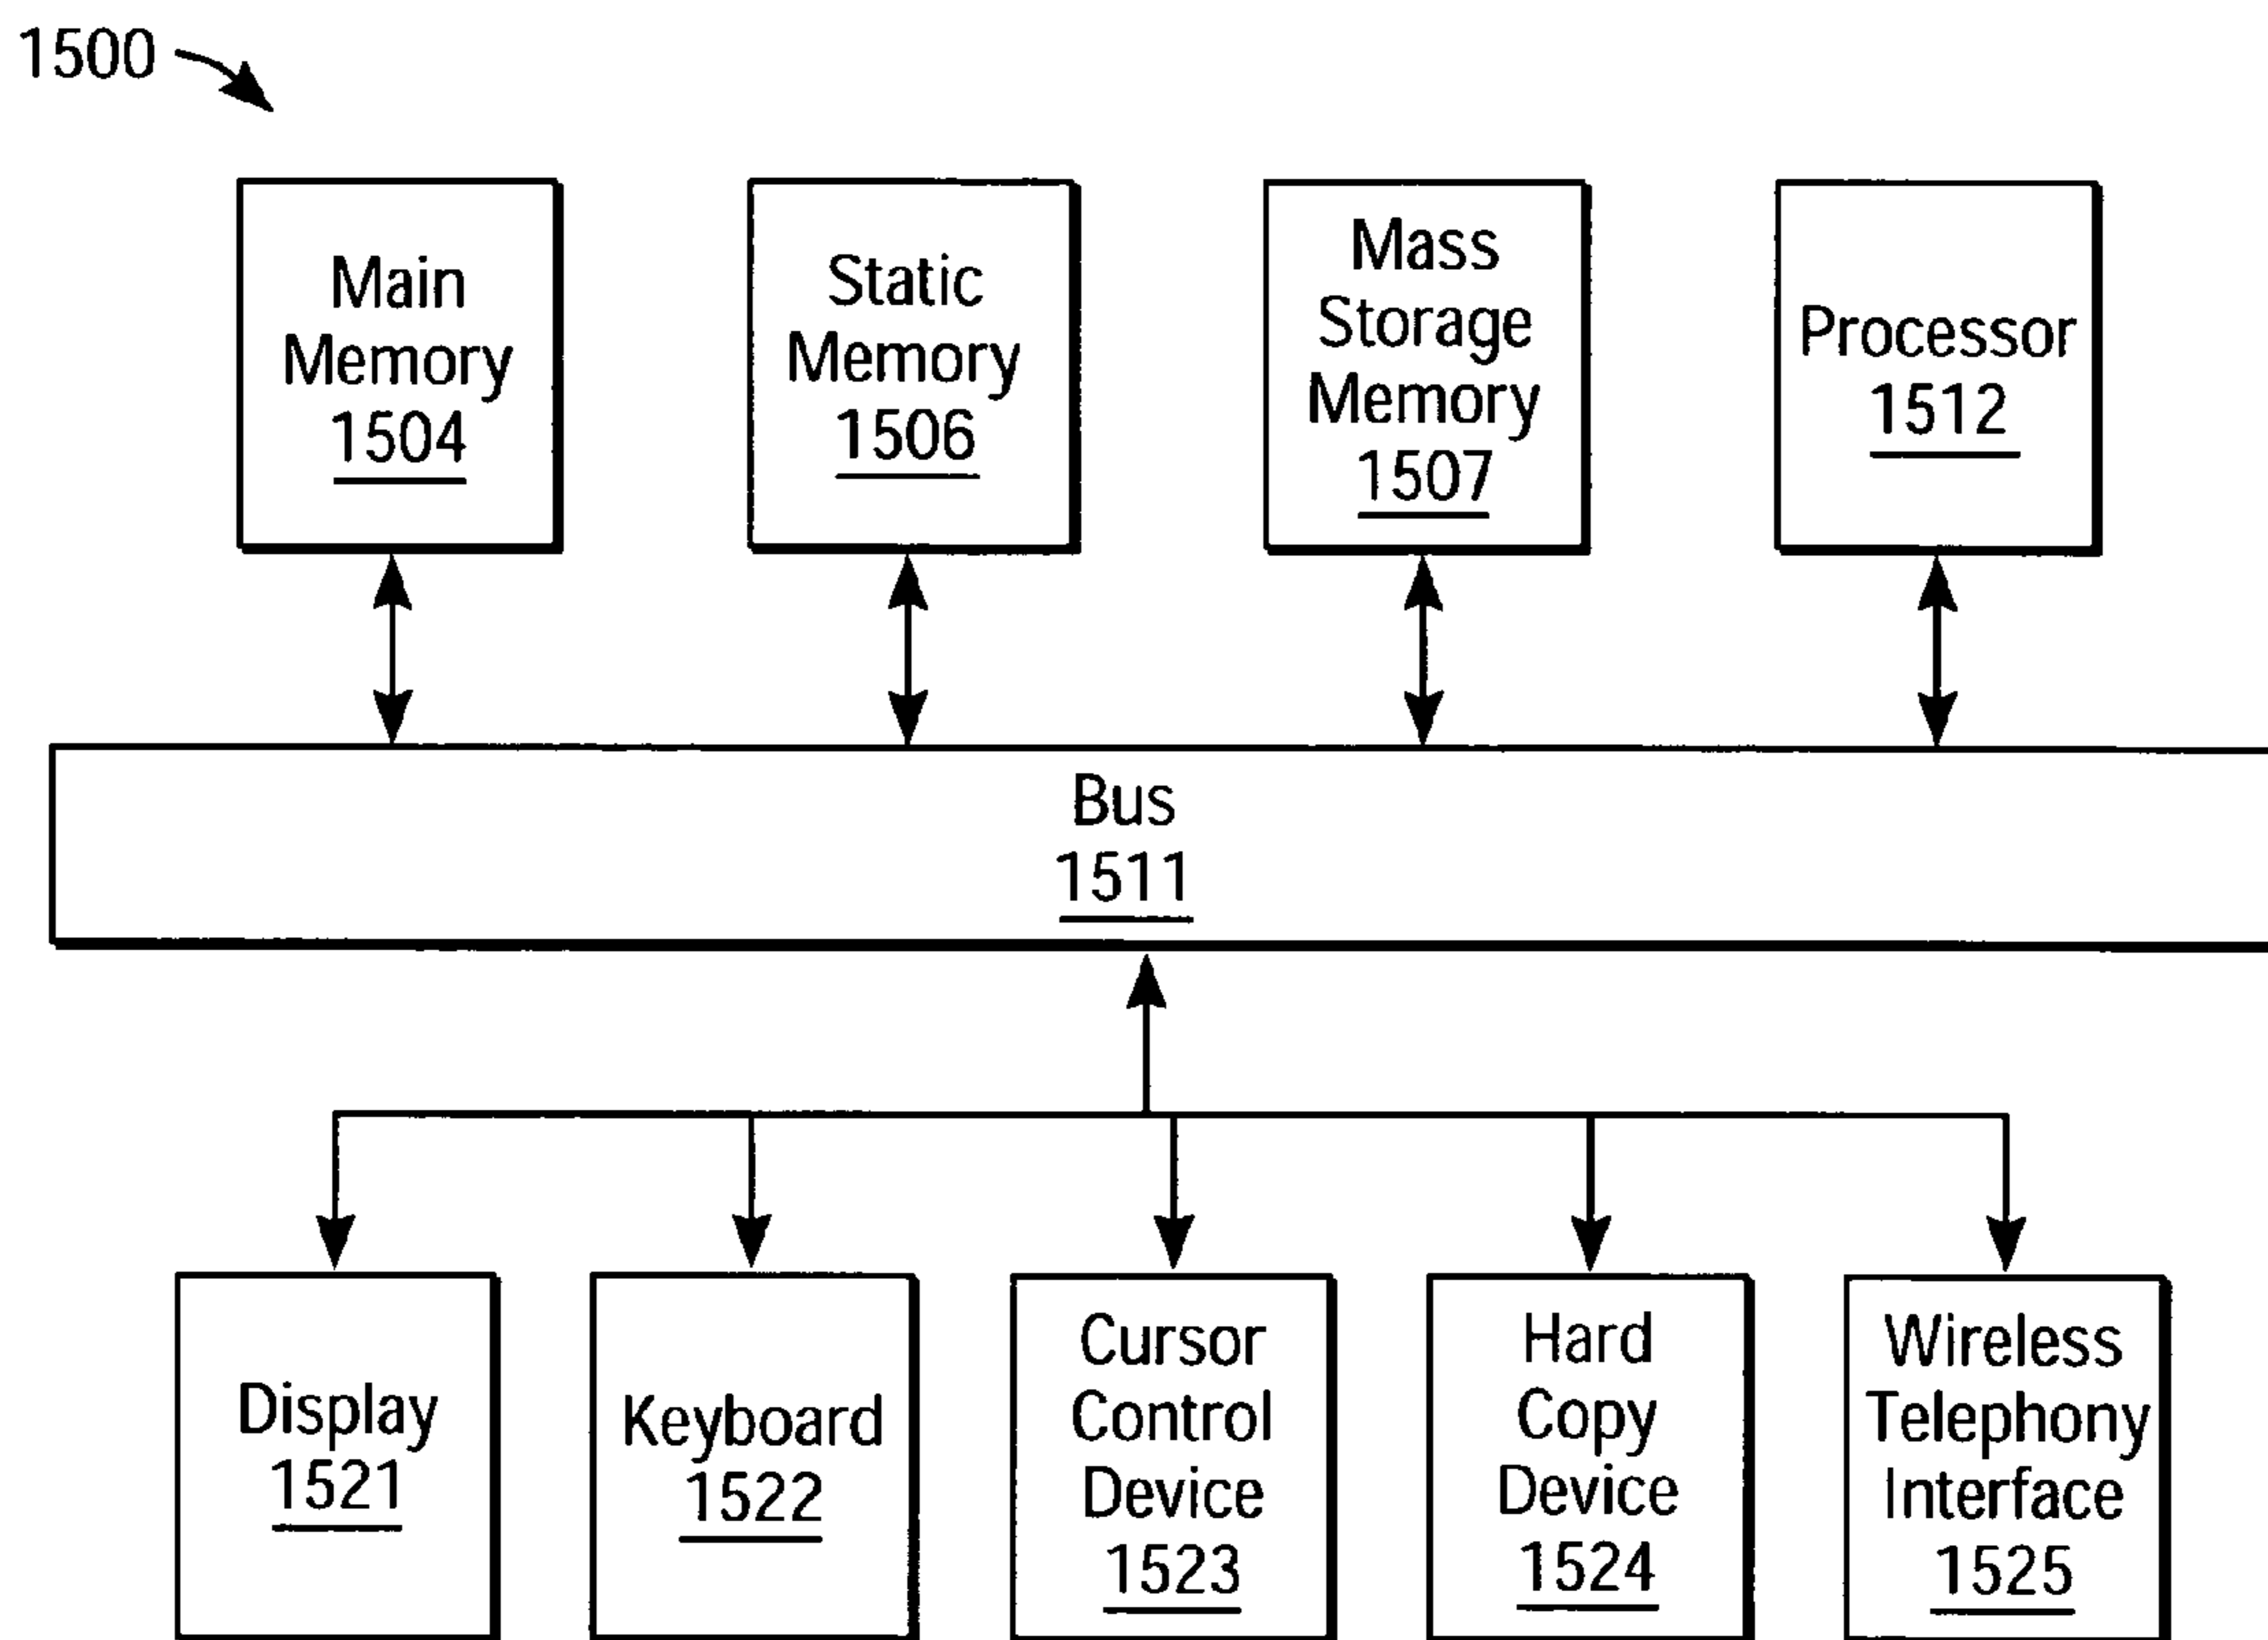 1500
Main
Memory
1504
Static
Memory
1506
Mass
Storage
Memory
1507
Processor
1512
Bus
1511
Display
1521
Keyboard
1522
Cursor
Control
Device
1523
Hard
Copy
Device
1524
Wireless
Telephony
Interface
1525